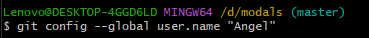 Lenovo@DESKTOP-4GGD6LD MINGW64 /d/modals (master)
$ git config --global user.name "Angel"